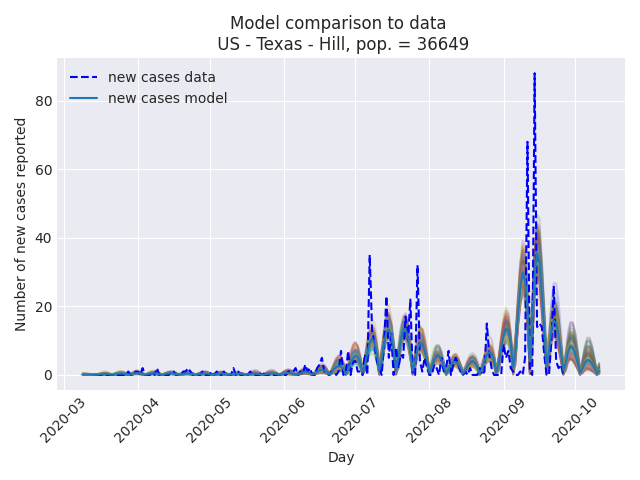 Model comparison to data
US - Texas - Hill, pop. = 36649
new cases data
new cases model
Number of new cases reported
80
60
40
20
0
2020-03
2020-04
2020-05
2020-06
2020-07
2020-08
2020-09
2020-10
Day